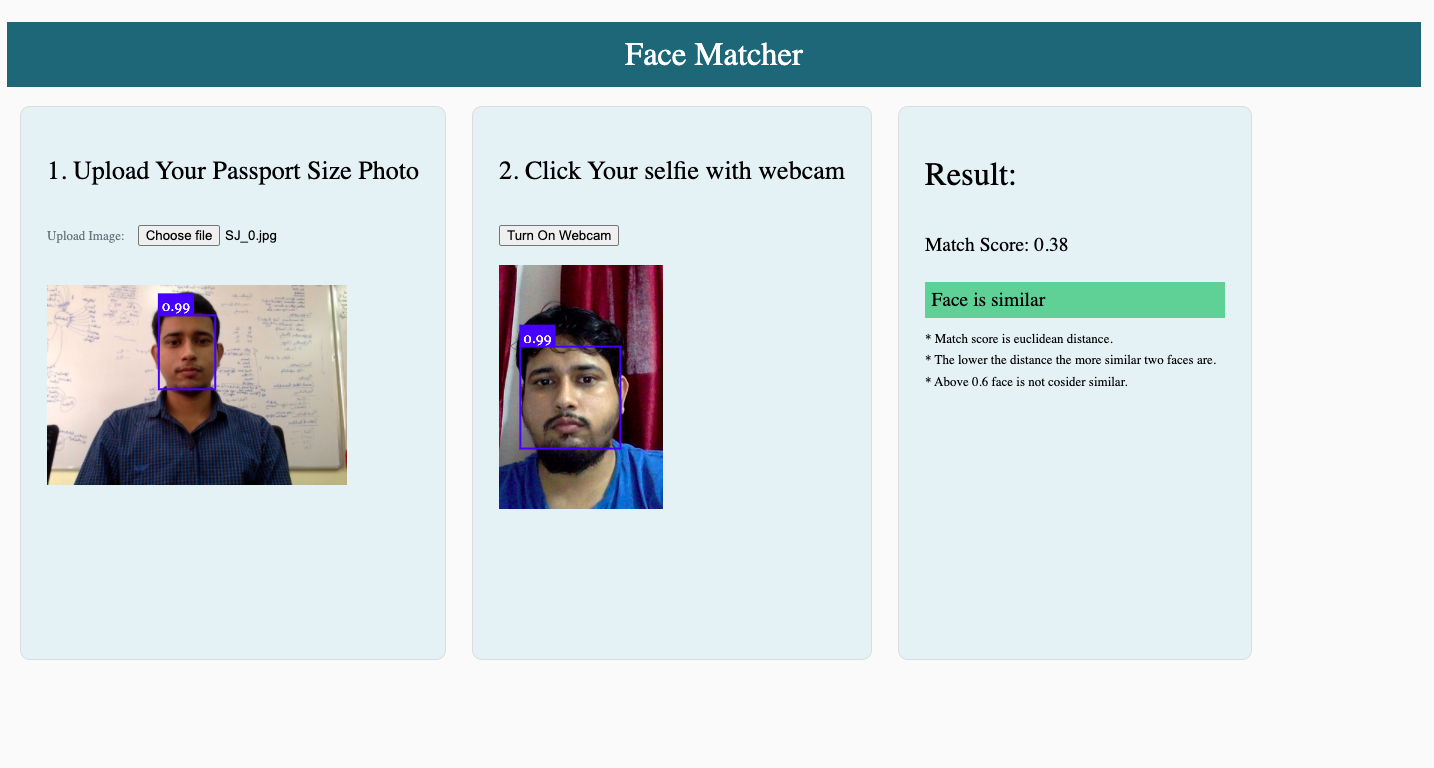 Face Matcher
1. Upload Your Passport Size Photo
Upload Image: Choose file SJ_0.jpg
0.99
2. Click Your selfie with webcam
Turn On Webcam
0.99
Result:
Match Score: 0.38
Face is similar
* Match score is euclidean distance.
* The lower the distance the more similar two faces are.
* Above 0.6 face is not cosider similar.